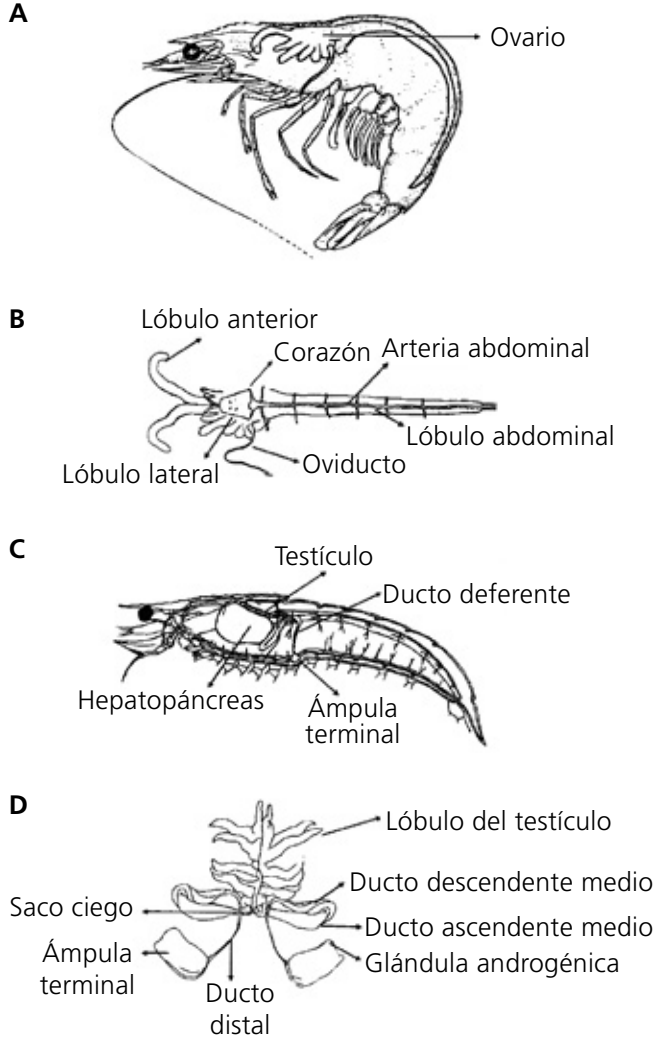 A
Ovario
B
Lóbulo anterior
Corazón
Arteria abdominal
Lóbulo abdominal
Lóbulo lateral
Oviducto
C
Testículo
Ducto deferente
Hepatopáncreas
Ámpula
terminal
D
Lóbulo del testículo
Ducto descendente medio
Saco ciego
Ducto ascendente medio
Ámpula
terminal
Glándula androgénica
Ducto
distal